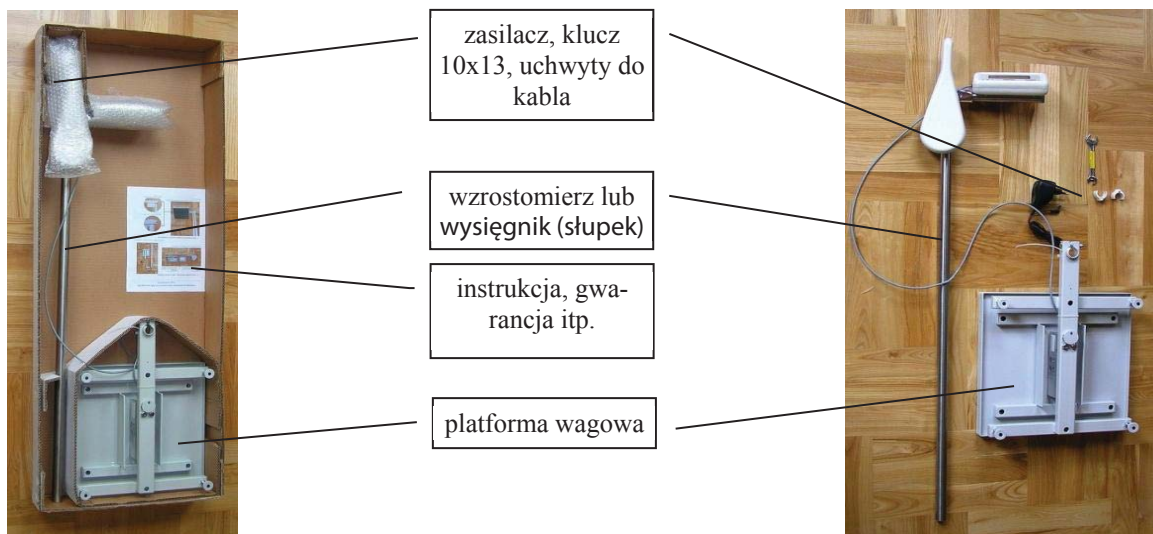 zasilacz, klucz
10x13, uchwyty do
kabla
wzrostomierz lub
wysięgnik (słupek)
instrukcja, gwa-
rancja itp.
platforma wagowa